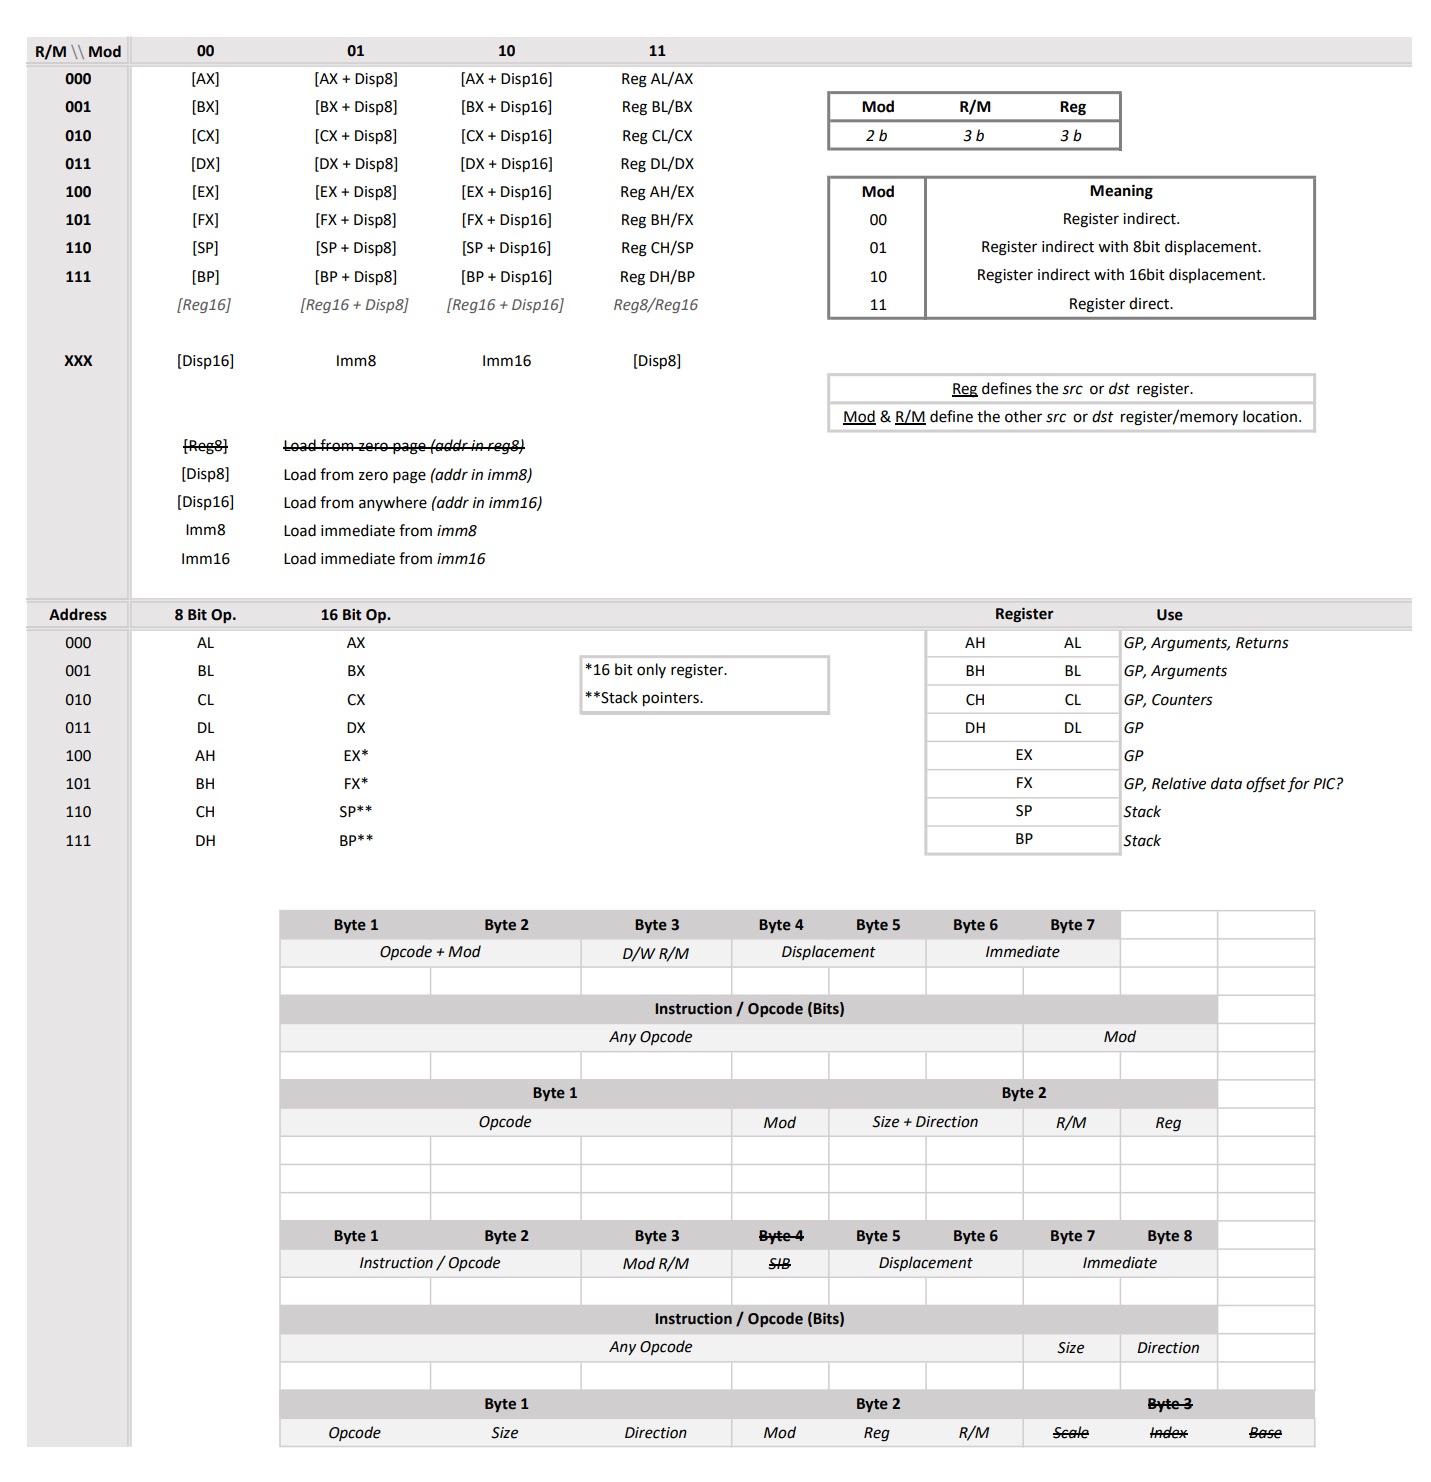 R/M \\ Mod 00 01 10 11
000 [AX] [AX + Disp8] [AX + Disp16] Reg AL/AX
001 [BX] [BX + Disp8] [BX + Disp16] Reg BL/BX Mod R/M Reg
010 [CX] [CX + Disp8] [CX + Disp16] Reg CL/CX 2 b 3 b 3 b
011 [DX] [DX + Disp8] [DX + Disp16] Reg DL/DX
100 [EX] [EX + Disp8] [EX + Disp16] Reg AH/EX Mod Meaning
101 [FX] [FX + Disp8] [FX + Disp16] Reg BH/FX 00 Register indirect.
110 [SP] [SP + Disp8] [SP + Disp16] Reg CH/SP 01 Register indirect with 8bit displacement.
111 [BP] [BP + Disp8] [BP + Disp16] Reg DH/BP 10 Register indirect with 16bit displacement.
[Reg16] [Reg16 + Disp8] [Reg16 + Disp16] Reg8/Reg16 11 Register direct.
XXX [Disp16] Imm8 Imm16 [Disp8]
Reg defines the src or dst register.
Mod & R/M define the other src or dst register/memory location.
[Reg8] Load from zero page (addr in reg8)
[Disp8] Load from zero page (addr in imm8)
[Disp16] Load from anywhere (addr in imm16)
Imm8 Load immediate from imm8
Imm16 Load immediate from imm16
Address 8 Bit Op. 16 Bit Op. Register Use
000 AL AX AH AL GP, Arguments, Returns
001 BL BX *16 bit only register. BH BL GP, Arguments
010 CL CX **Stack pointers. CH CL GP, Counters
011 DL DX DH DL GP
100 AH EX* EX GP
101 BH FX* FX GP, Relative data offset for PIC?
110 CH SP** SP Stack
111 DH BP** BP Stack
Byte 1 Byte 2 Byte 3 Byte 4 Byte 5 Byte 6 Byte 7
Opcode + Mod D/W R/M Displacement Immediate
Instruction / Opcode (Bits)
Any Opcode Mod
Byte 1 Byte 2
Opcode Mod Size + Direction R/M Reg
Byte 1 Byte 2 Byte 3 Byte 4 Byte 5 Byte 6 Byte 7 Byte 8
Instruction / Opcode Mod R/M SIB Displacement Immediate
Instruction / Opcode (Bits)
Any Opcode Size Direction
Byte 1 Byte 2 Byte 3
Opcode Size Direction Mod Reg R/M Scale Index Base